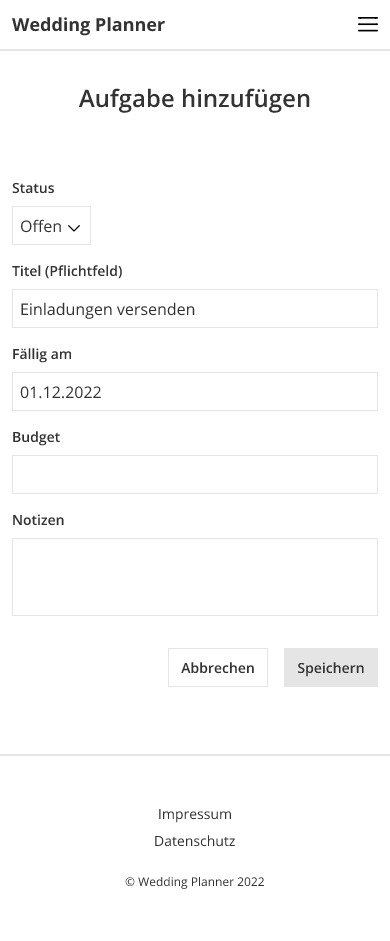 Wedding Planner
Aufgabe hinzufügen
Status
Offen
Titel (Pflichtfeld)
Einladungen versenden
Fällig am
01.12.2022
Budget
Notizen
Abbrechen Speichern
Impressum
Datenschutz
© Wedding Planner 2022